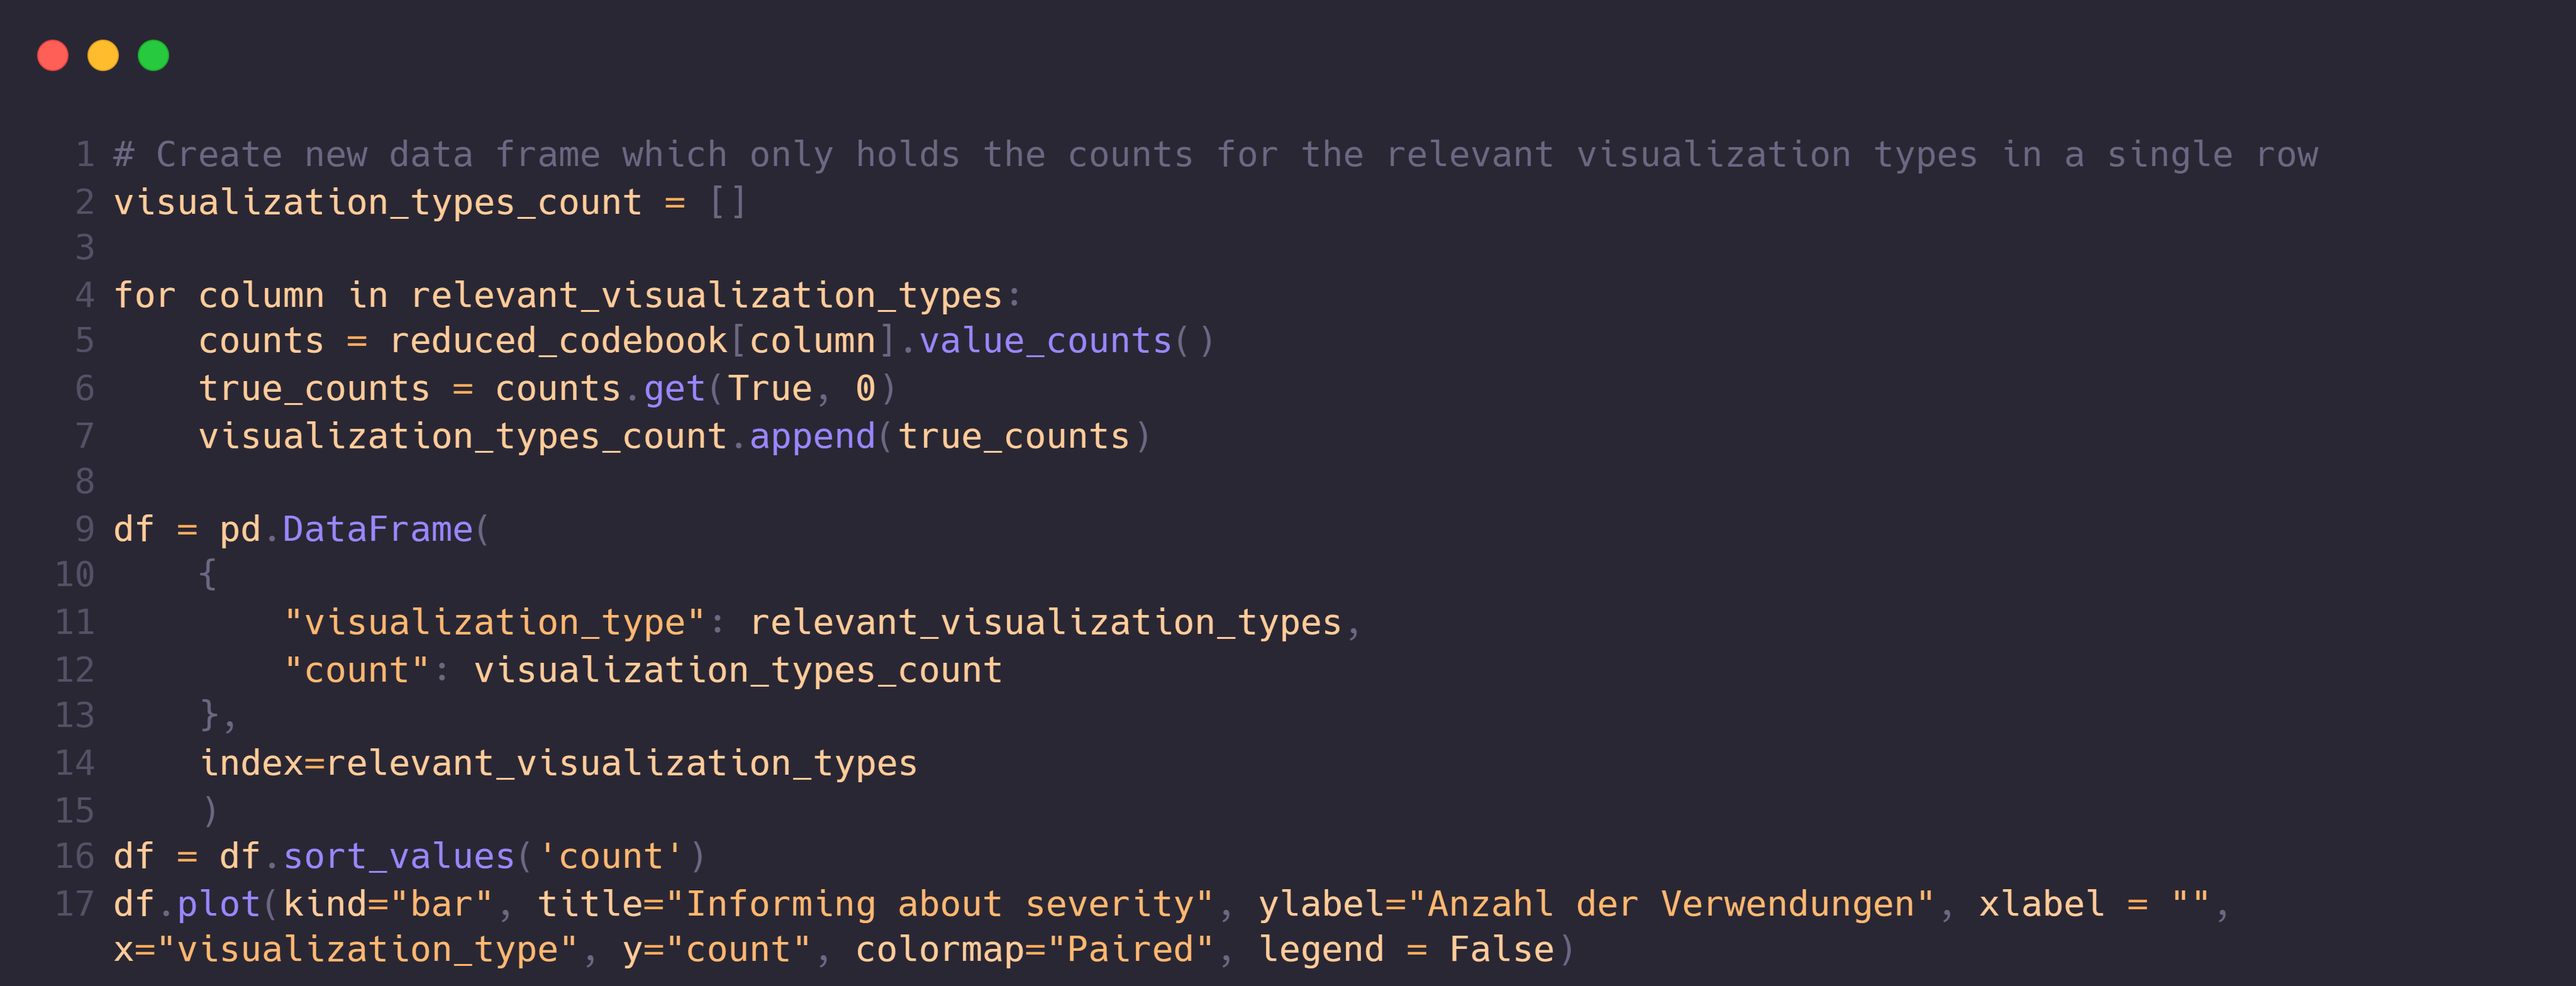 1 # Create new data frame which only holds the counts for the relevant visualization types in a single row
2 visualization_types_count = []
3
4 for column in relevant_visualization_types:
5     counts = reduced_codebook[column].value_counts()
6     true_counts = counts.get(True, 0)
7     visualization_types_count.append(true_counts)
8
9 df = pd.DataFrame(
10     {
11         "visualization_type": relevant_visualization_types,
12         "count": visualization_types_count
13     },
14     index=relevant_visualization_types
15     )
16 df = df.sort_values('count')
17 df.plot(kind="bar", title="Informing about severity", ylabel="Anzahl der Verwendungen", xlabel = "",
x="visualization_type", y="count", colormap="Paired", legend = False)